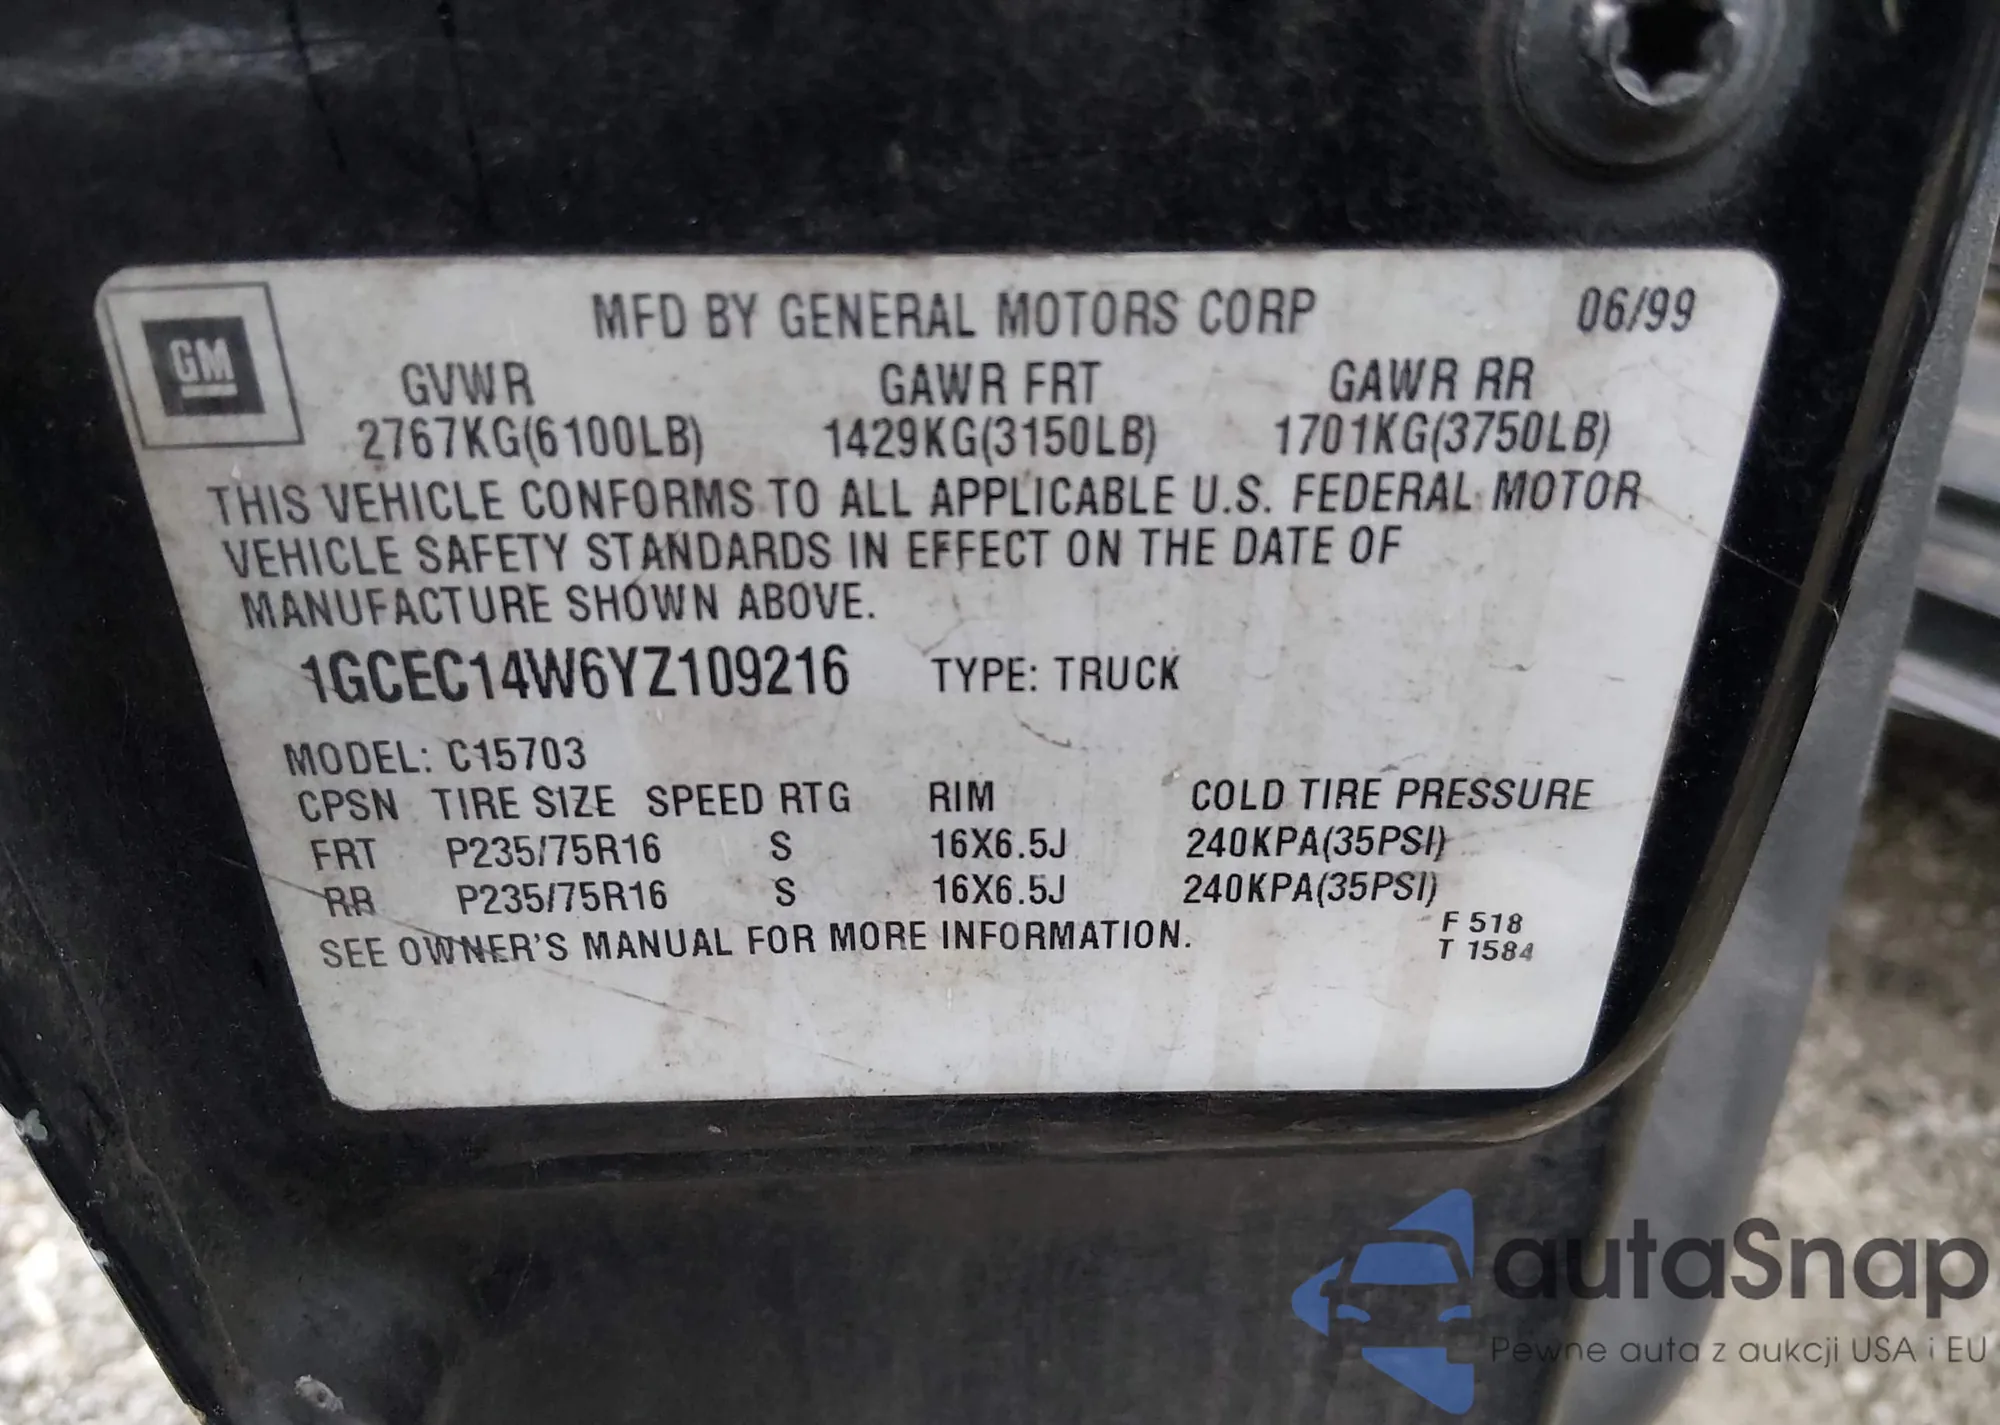 MFD BY GENERAL MOTORS CORP 06/99
GM
GVWR GAWR FRT GAWR RR
2767KG(6100LB) 1429KG(3150LB) 1701KG(3750LB)
THIS VEHICLE CONFORMS TO ALL APPLICABLE U.S. FEDERAL MOTOR
VEHICLE SAFETY STANDARDS IN EFFECT ON THE DATE OF
MANUFACTURE SHOWN ABOVE.
1GCEC14W6YZ109216 TYPE: TRUCK
MODEL: C15703
CPSN TIRE SIZE SPEED RTG RIM COLD TIRE PRESSURE
FRT P235/75R16 S 16X6.5J 240KPA(35PSI)
RR P235/75R16 S 16X6.5J 240KPA(35PSI)
SEE OWNER'S MANUAL FOR MORE INFORMATION.
F 518
T 1584
autaSnap
Pewne auta z aukcji USA i EU